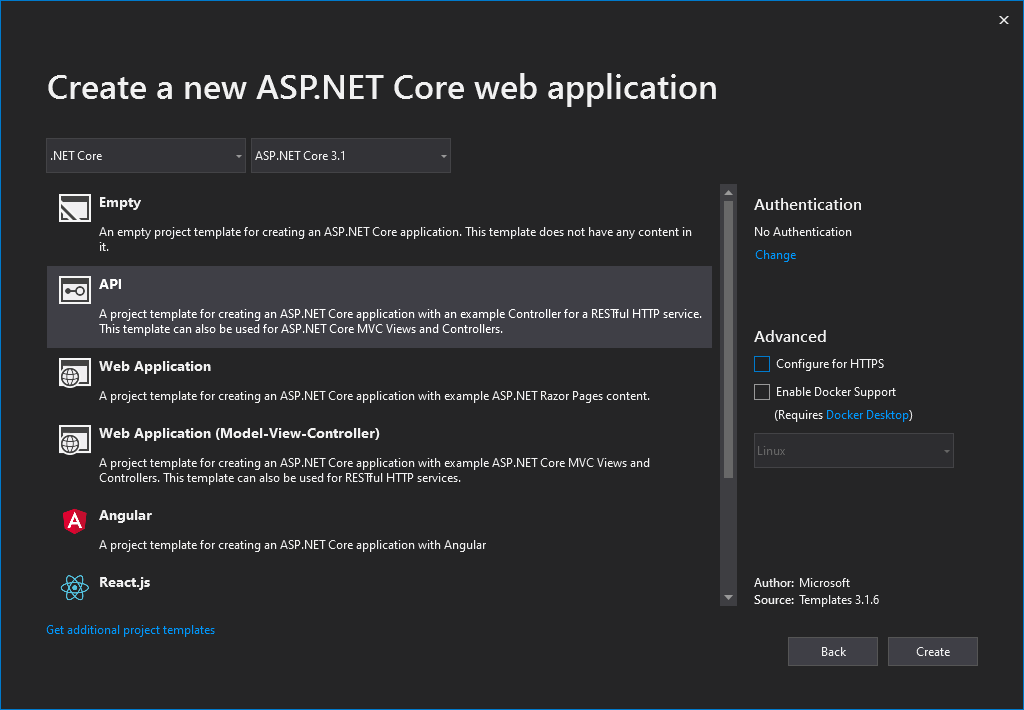 Create a new ASP.NET Core web application
.NET Core
ASP.NET Core 3.1
Empty
An empty project template for creating an ASP.NET Core application. This template does not have any content in
it.
API
A project template for creating an ASP.NET Core application with an example Controller for a RESTful HTTP service.
This template can also be used for ASP.NET Core MVC Views and Controllers.
Web Application
A project template for creating an ASP.NET Core application with example ASP.NET Razor Pages content.
Web Application (Model-View-Controller)
A project template for creating an ASP.NET Core application with example ASP.NET Core MVC Views and
Controllers. This template can also be used for RESTful HTTP services.
Angular
A project template for creating an ASP.NET Core application with Angular
React.js
Get additional project templates
Authentication
No Authentication
Change
Advanced
Configure for HTTPS
Enable Docker Support
(Requires Docker Desktop)
Linux
Author: Microsoft
Source: Templates 3.1.6
Back
Create